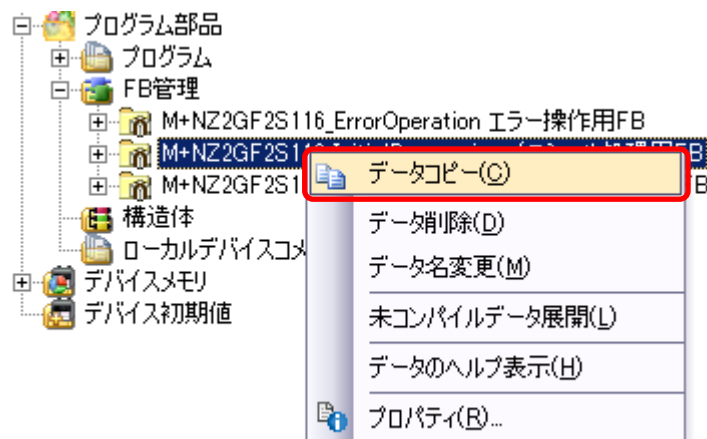 プログラム部品
プログラム
FB管理
M+NZ2GF2S116_ErrorOperation エラー操作用FB
データコピー(C)
M+NZ2GF2S1
構造体
データ削除(D)
ローカルデバイスコメ
データ名変更(M)
デバイスメモリ
デバイス初期値
未コンパイルデータ展開(L)
データのヘルプ表示(H)
プロパティ(R)...